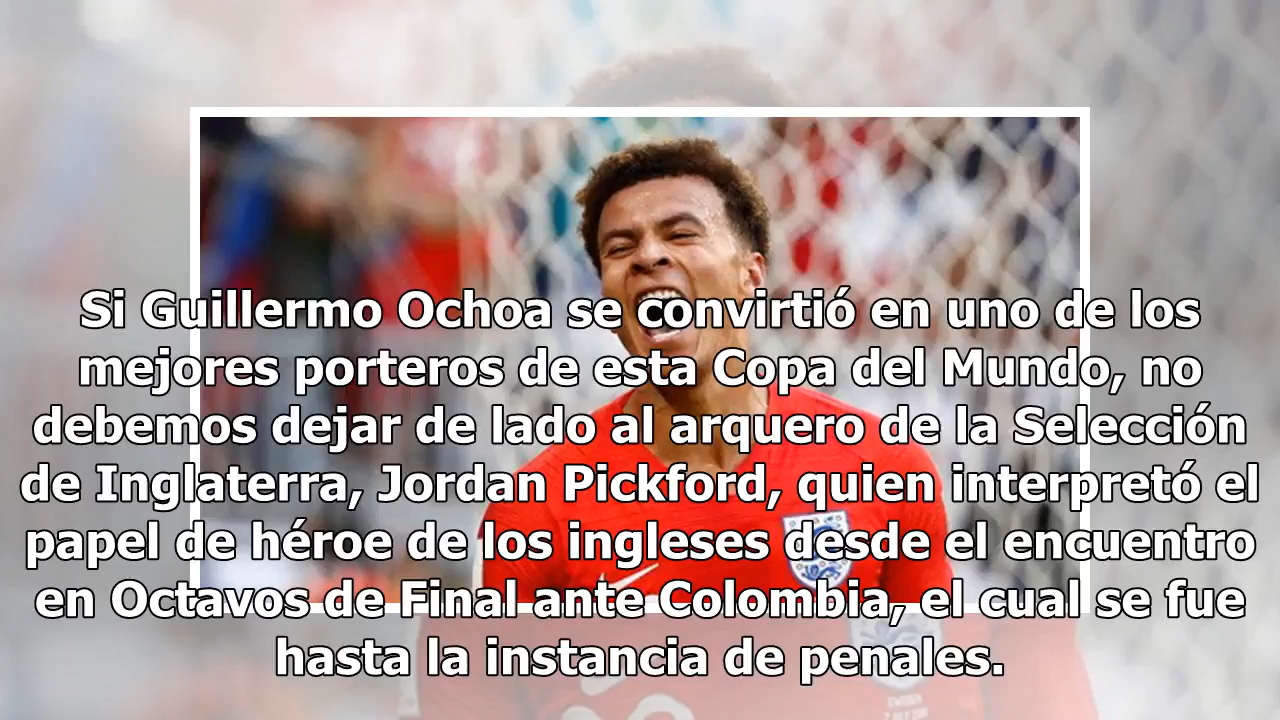 Si Guillermo Ochoa se convirtió en uno de los
mejores porteros de esta Copa del Mundo, no
debemos dejar de lado al arquero de la Selección
de Inglaterra, Jordan Pickford, quien interpretó el
papel de héroe de los ingleses desde el encuentro
en Octavos de Final ante Colombia, el cual se fue
hasta la instancia de penales.